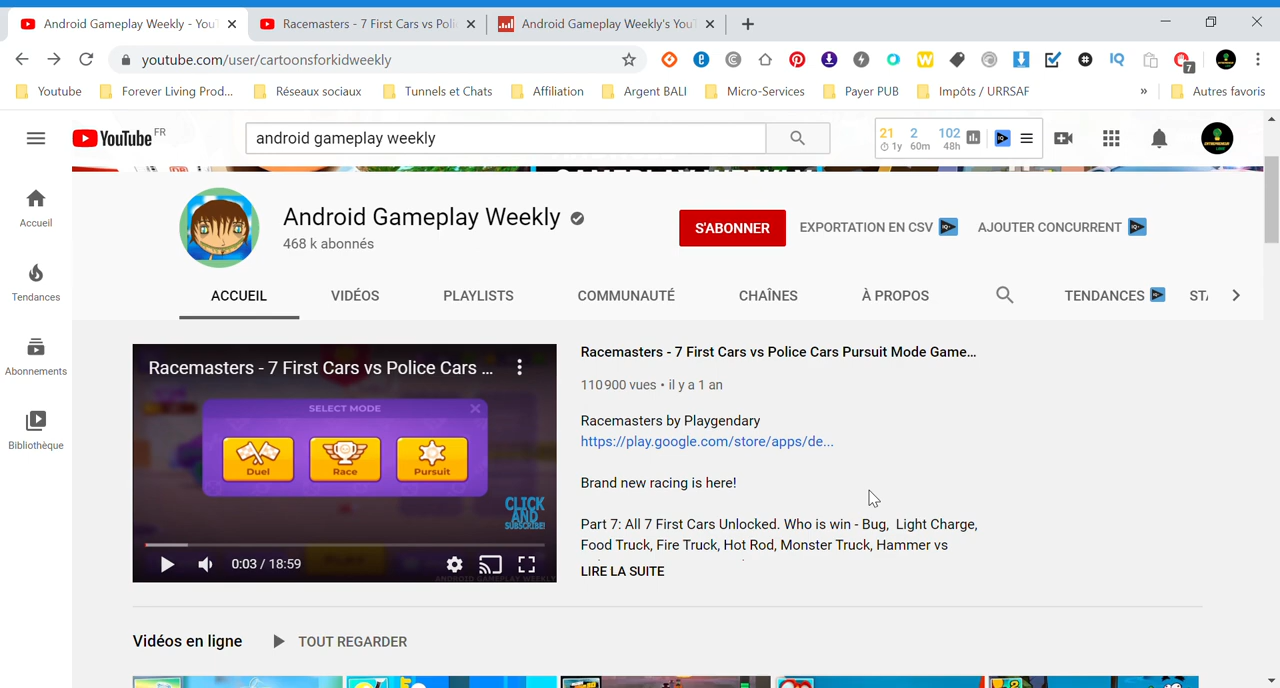 Android Gameplay Weekly - You
Racemasters - 7 First Cars vs Poli
Android Gameplay Weekly's You
youtube.com/user/cartoonsforkidweekly
7
Youtube
Forever Living Prod...
Réseaux sociaux
Tunnels et Chats
Affiliation
Argent BALI
Micro-Services
Payer PUB
Impôts / URRSAF
»
Autres favoris
YouTube FR
android gameplay weekly
21 2 102
1y 60m 48h
Accueil
Tendances
Abonnements
Bibliothèque
Android Gameplay Weekly
468 k abonnés
S'ABONNER
EXPORTATION EN CSV
AJOUTER CONCURRENT
ACCUEIL
VIDÉOS
PLAYLISTS
COMMUNAUTÉ
CHAÎNES
À PROPOS
TENDANCES
STA
Racemasters - 7 First Cars vs Police Cars ...
SELECT MODE
Duel
Race
Pursuit
CLICK
AND
SUBSCRIBE!
0:03 / 18:59
ANDROID GAMEPLAY WEEKLY
Racemasters - 7 First Cars vs Police Cars Pursuit Mode Game...
110 900 vues • il y a 1 an
Racemasters by Playgendary
https://play.google.com/store/apps/de...
Brand new racing is here!
Part 7: All 7 First Cars Unlocked. Who is win - Bug, Light Charge,
Food Truck, Fire Truck, Hot Rod, Monster Truck, Hammer vs
LIRE LA SUITE
Vidéos en ligne
TOUT REGARDER